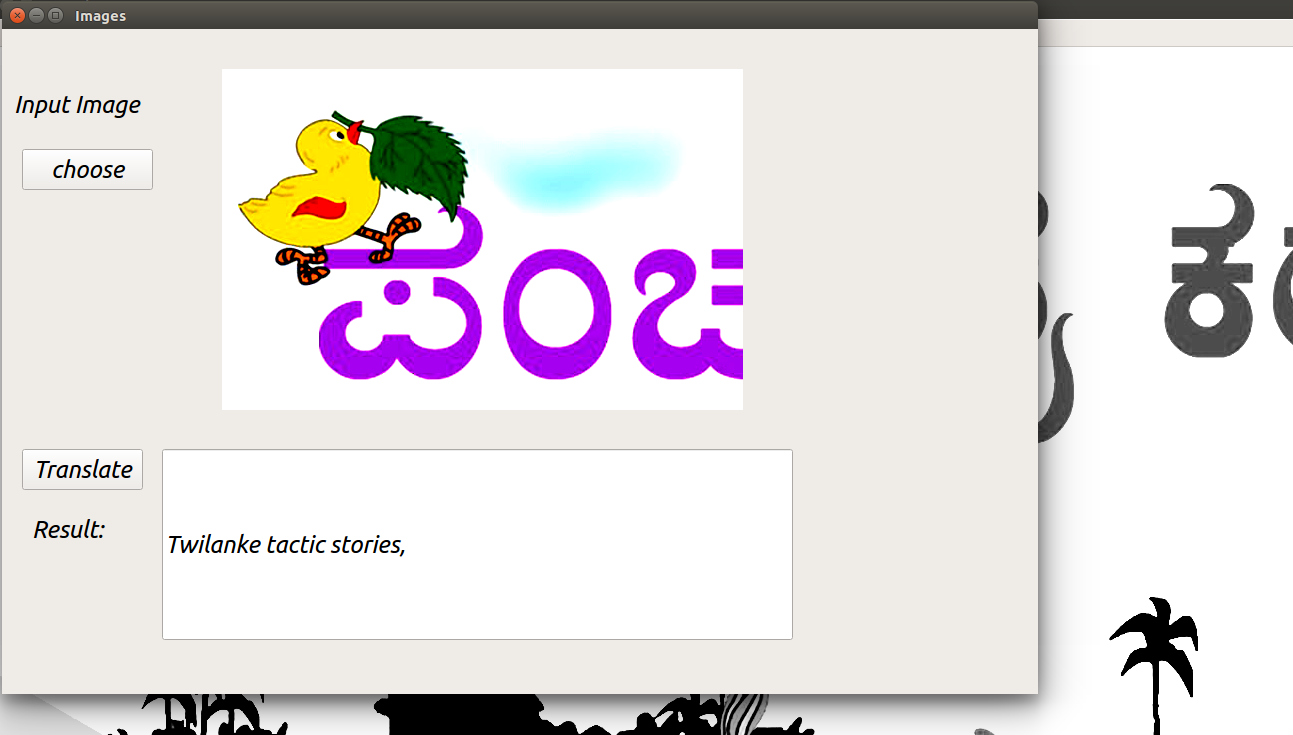 Images
Input Image
choose
ಪಂಚ
Translate
Result:
Twilanke tactic stories,